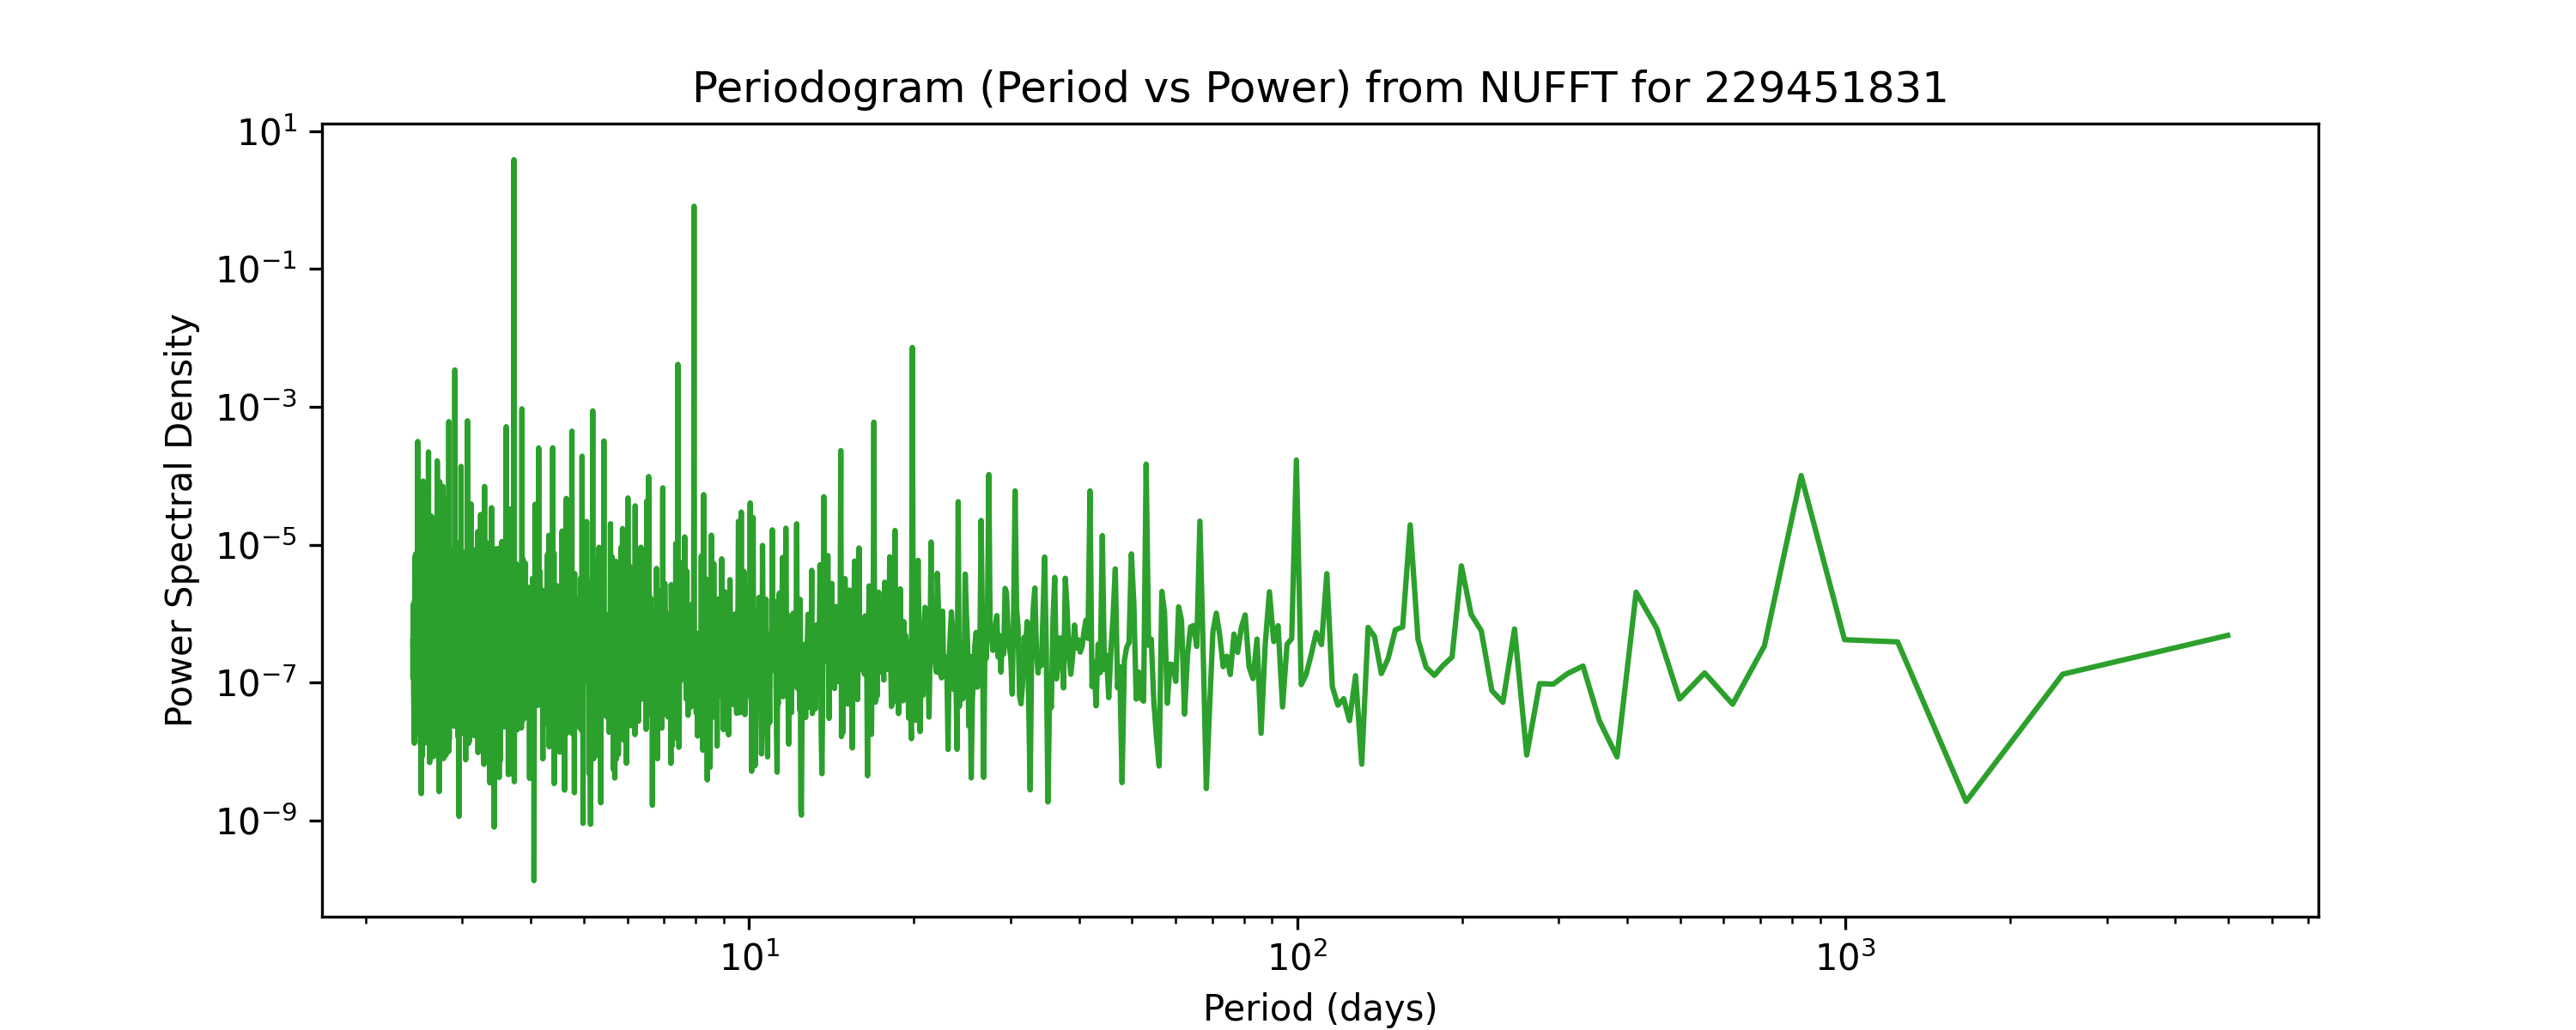 Periodogram (Period vs Power) from NUFFT for 229451831
Power Spectral Density
10¹
10⁻¹
10⁻³
10⁻⁵
10⁻⁷
10⁻⁹
10¹ 10² 10³
Period (days)